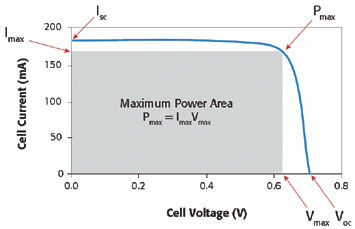 Isc
Pmax
Imax
200
150
100
50
0
Cell Current (mA)
Maximum Power Area
Pmax = ImaxVmax
0.0
0.2
0.4
0.6
0.8
Cell Voltage (V)
Vmax
Voc